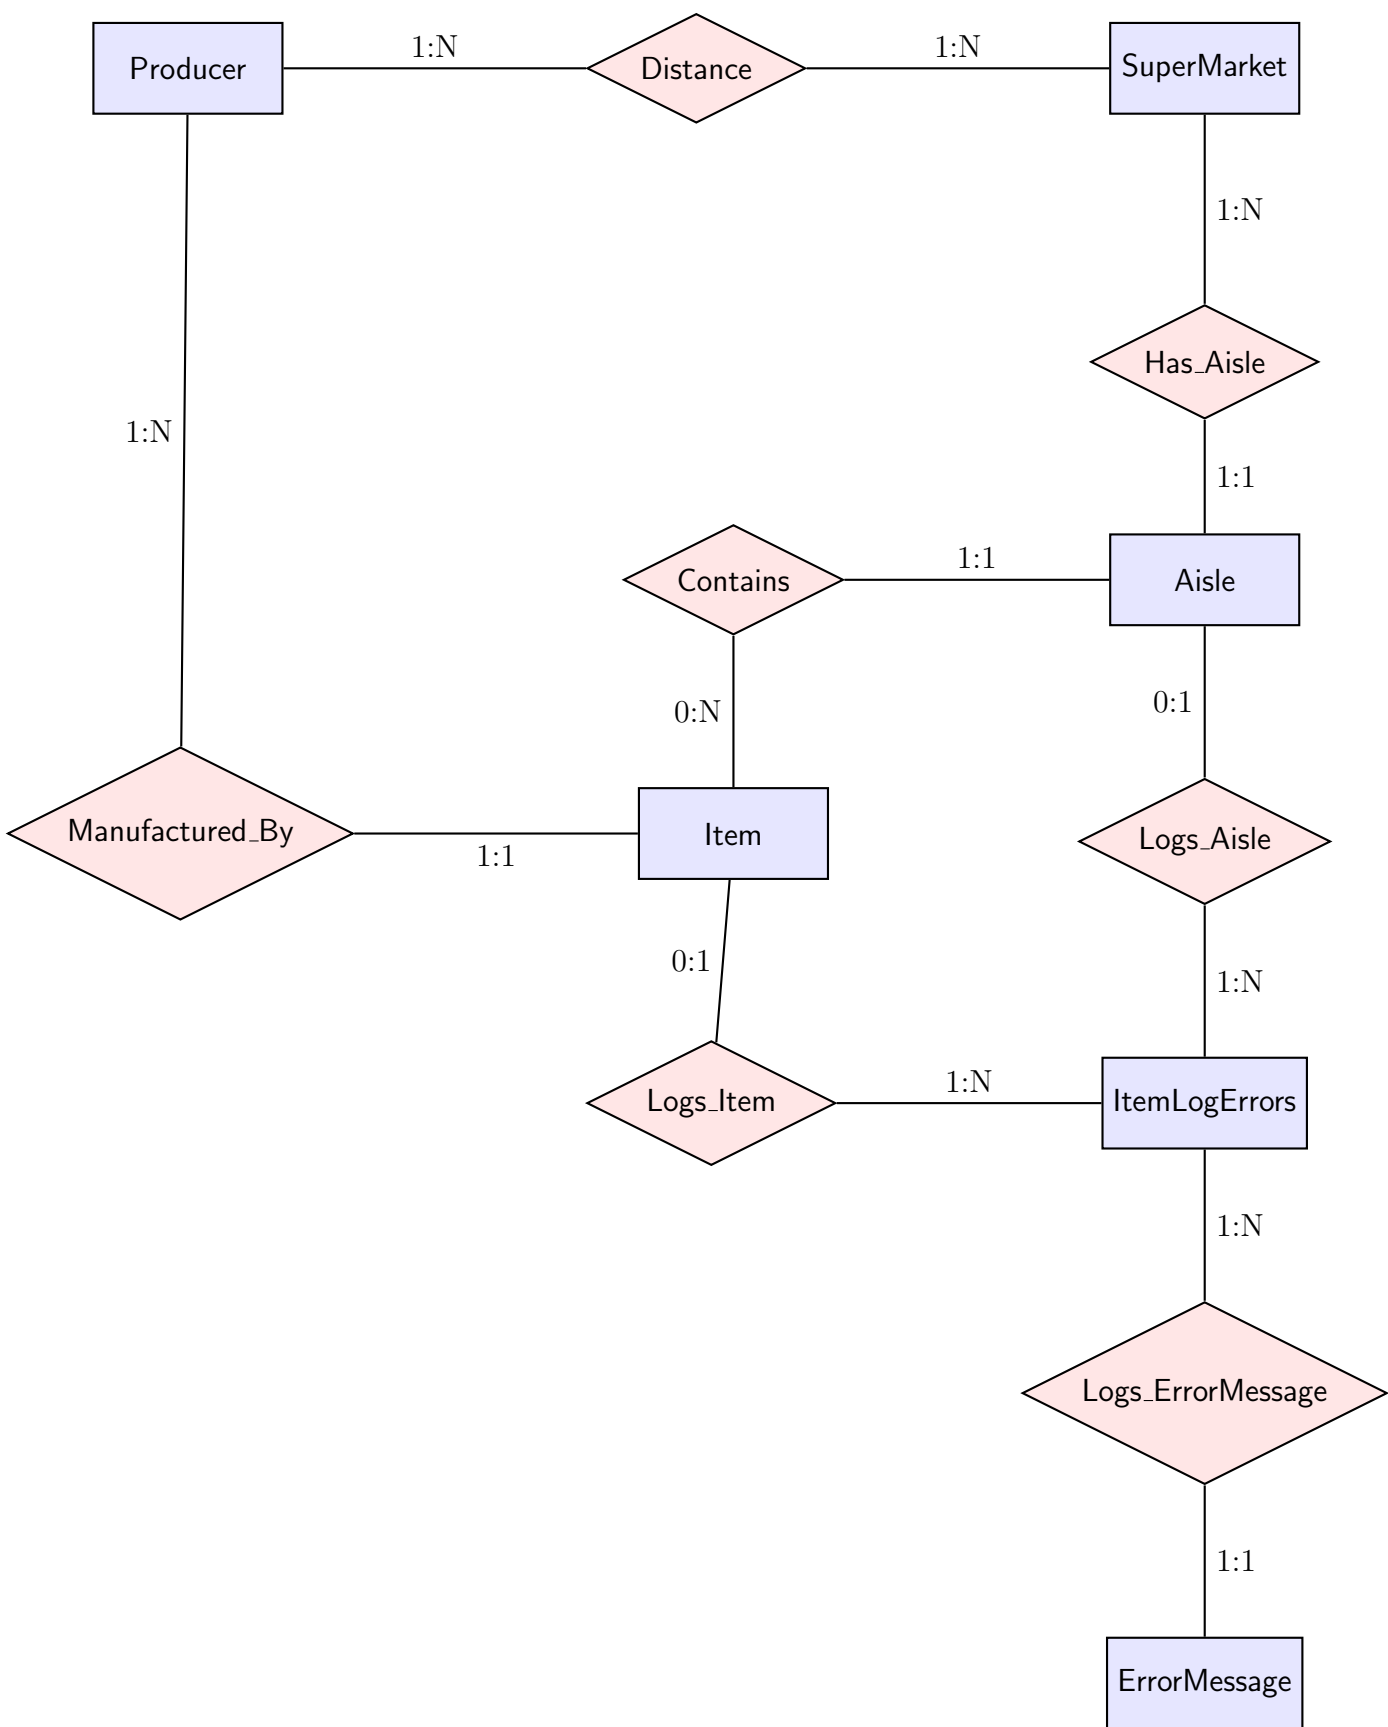 Producer
1:N
Distance
1:N
SuperMarket
1:N
Has_Aisle
1:N
1:1
Contains
1:1
Aisle
0:N
0:1
Manufactured_By
1:1
Item
Logs_Aisle
0:1
1:N
Logs_Item
1:N
ItemLogErrors
1:N
Logs_ErrorMessage
1:1
ErrorMessage